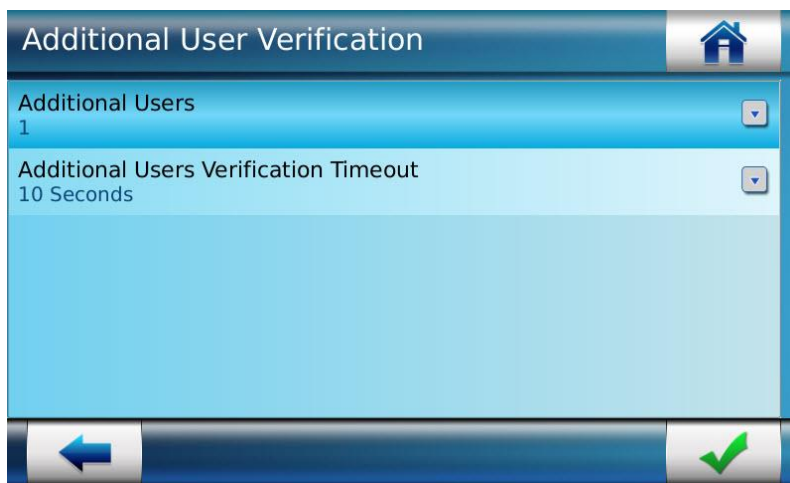 Additional User Verification
Additional Users
1
Additional Users Verification Timeout
10 Seconds